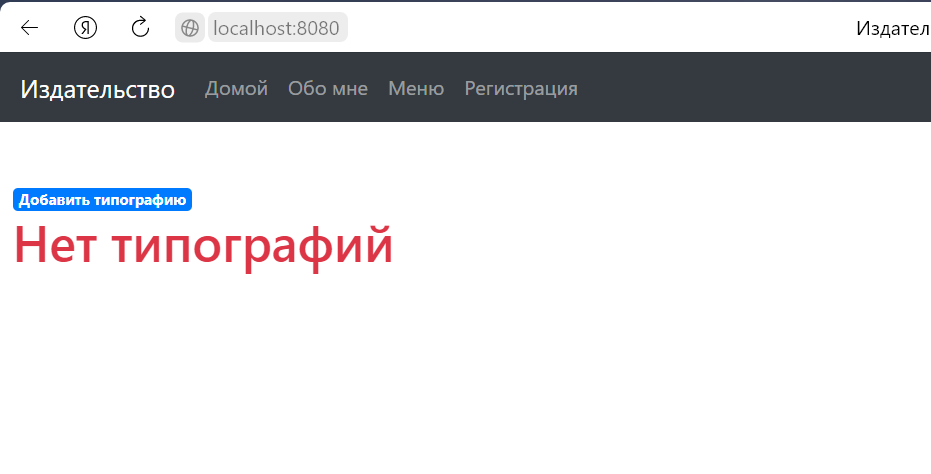 Я localhost:8080 Издател
Издательство Домой Обо мне Меню Регистрация
Добавить типографию
Нет типографий